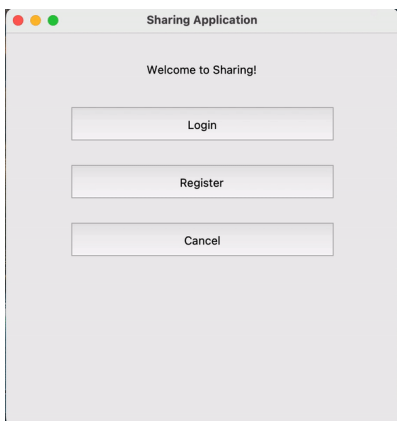 Sharing Application
Welcome to Sharing!
Login
Register
Cancel